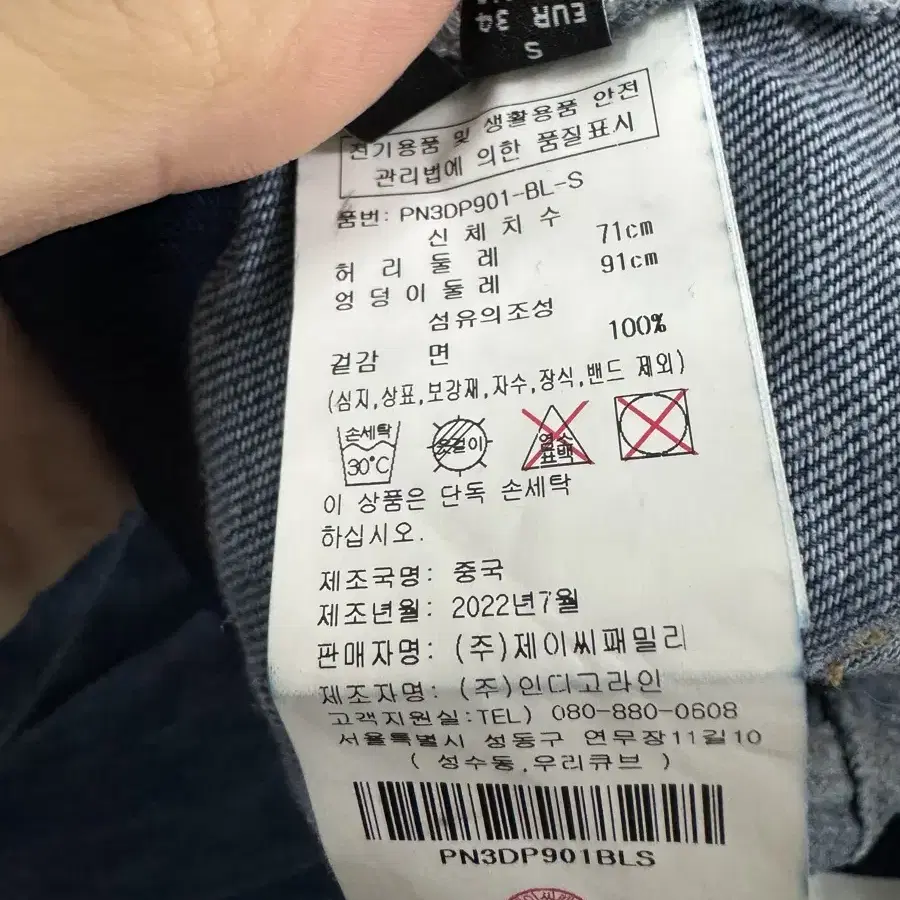 EUR 34
S
전기용품 및 생활용품 안전
관리법에 의한 품질표시
품번: PN3DP901-BL-S
신체치수
허리둘레 71cm
엉덩이둘레 91cm
섬유의조성
겉감 면 100%
(심지,상표,보강재,자수,장식,밴드 제외)
손세탁 30°C 옷걸이 염소 표백
이 상품은 단독 손세탁
하십시오.
제조국명: 중국
제조년월: 2022년7월
판매자명: (주)제이씨패밀리
제조자명: (주)인디고라인
고객지원실:TEL) 080-880-0608
서울특별시 성동구 연무장11길10
( 성수동,우리큐브 )
PN3DP901BLS